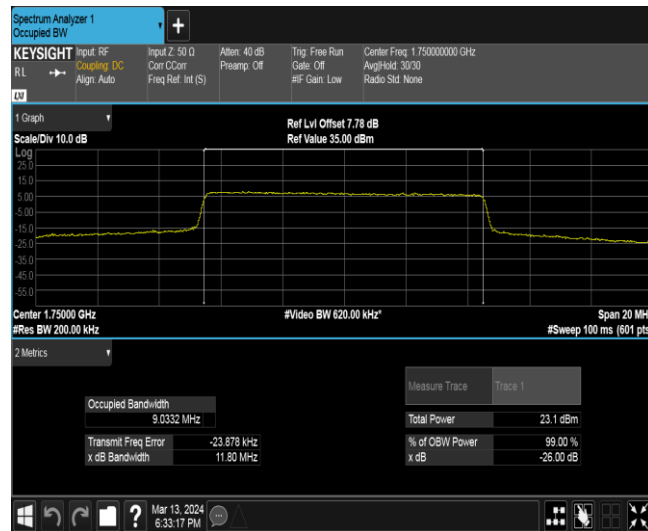 Spectrum Analyzer 1
Occupied BW
+
KEYSIGHT
RL
LXI
Input: RF
Coupling: DC
Align: Auto
Input Z: 50 Ω
Corr CCorr
Freq Ref: Int (S)
Atten: 40 dB
Preamp: Off
Trig: Free Run
Gate: Off
#IF Gain: Low
Center Freq: 1.750000000 GHz
Avg|Hold: 30/30
Radio Std: None
1 Graph
Scale/Div 10.0 dB
Ref Lvl Offset 7.78 dB
Ref Value 35.00 dBm
Log
25.0
15.0
5.00
-5.00
-15.0
-25.0
-35.0
-45.0
-55.0
Center 1.75000 GHz
#Res BW 200.00 kHz
#Video BW 620.00 kHz*
Span 20 MH
#Sweep 100 ms (601 pts
2 Metrics
Measure Trace Trace 1
Occupied Bandwidth
9.0332 MHz
Total Power 23.1 dBm
Transmit Freq Error -23.878 kHz
% of OBW Power 99.00 %
x dB Bandwidth 11.80 MHz
x dB -26.00 dB
?
Mar 13, 2024
6:33:17 PM